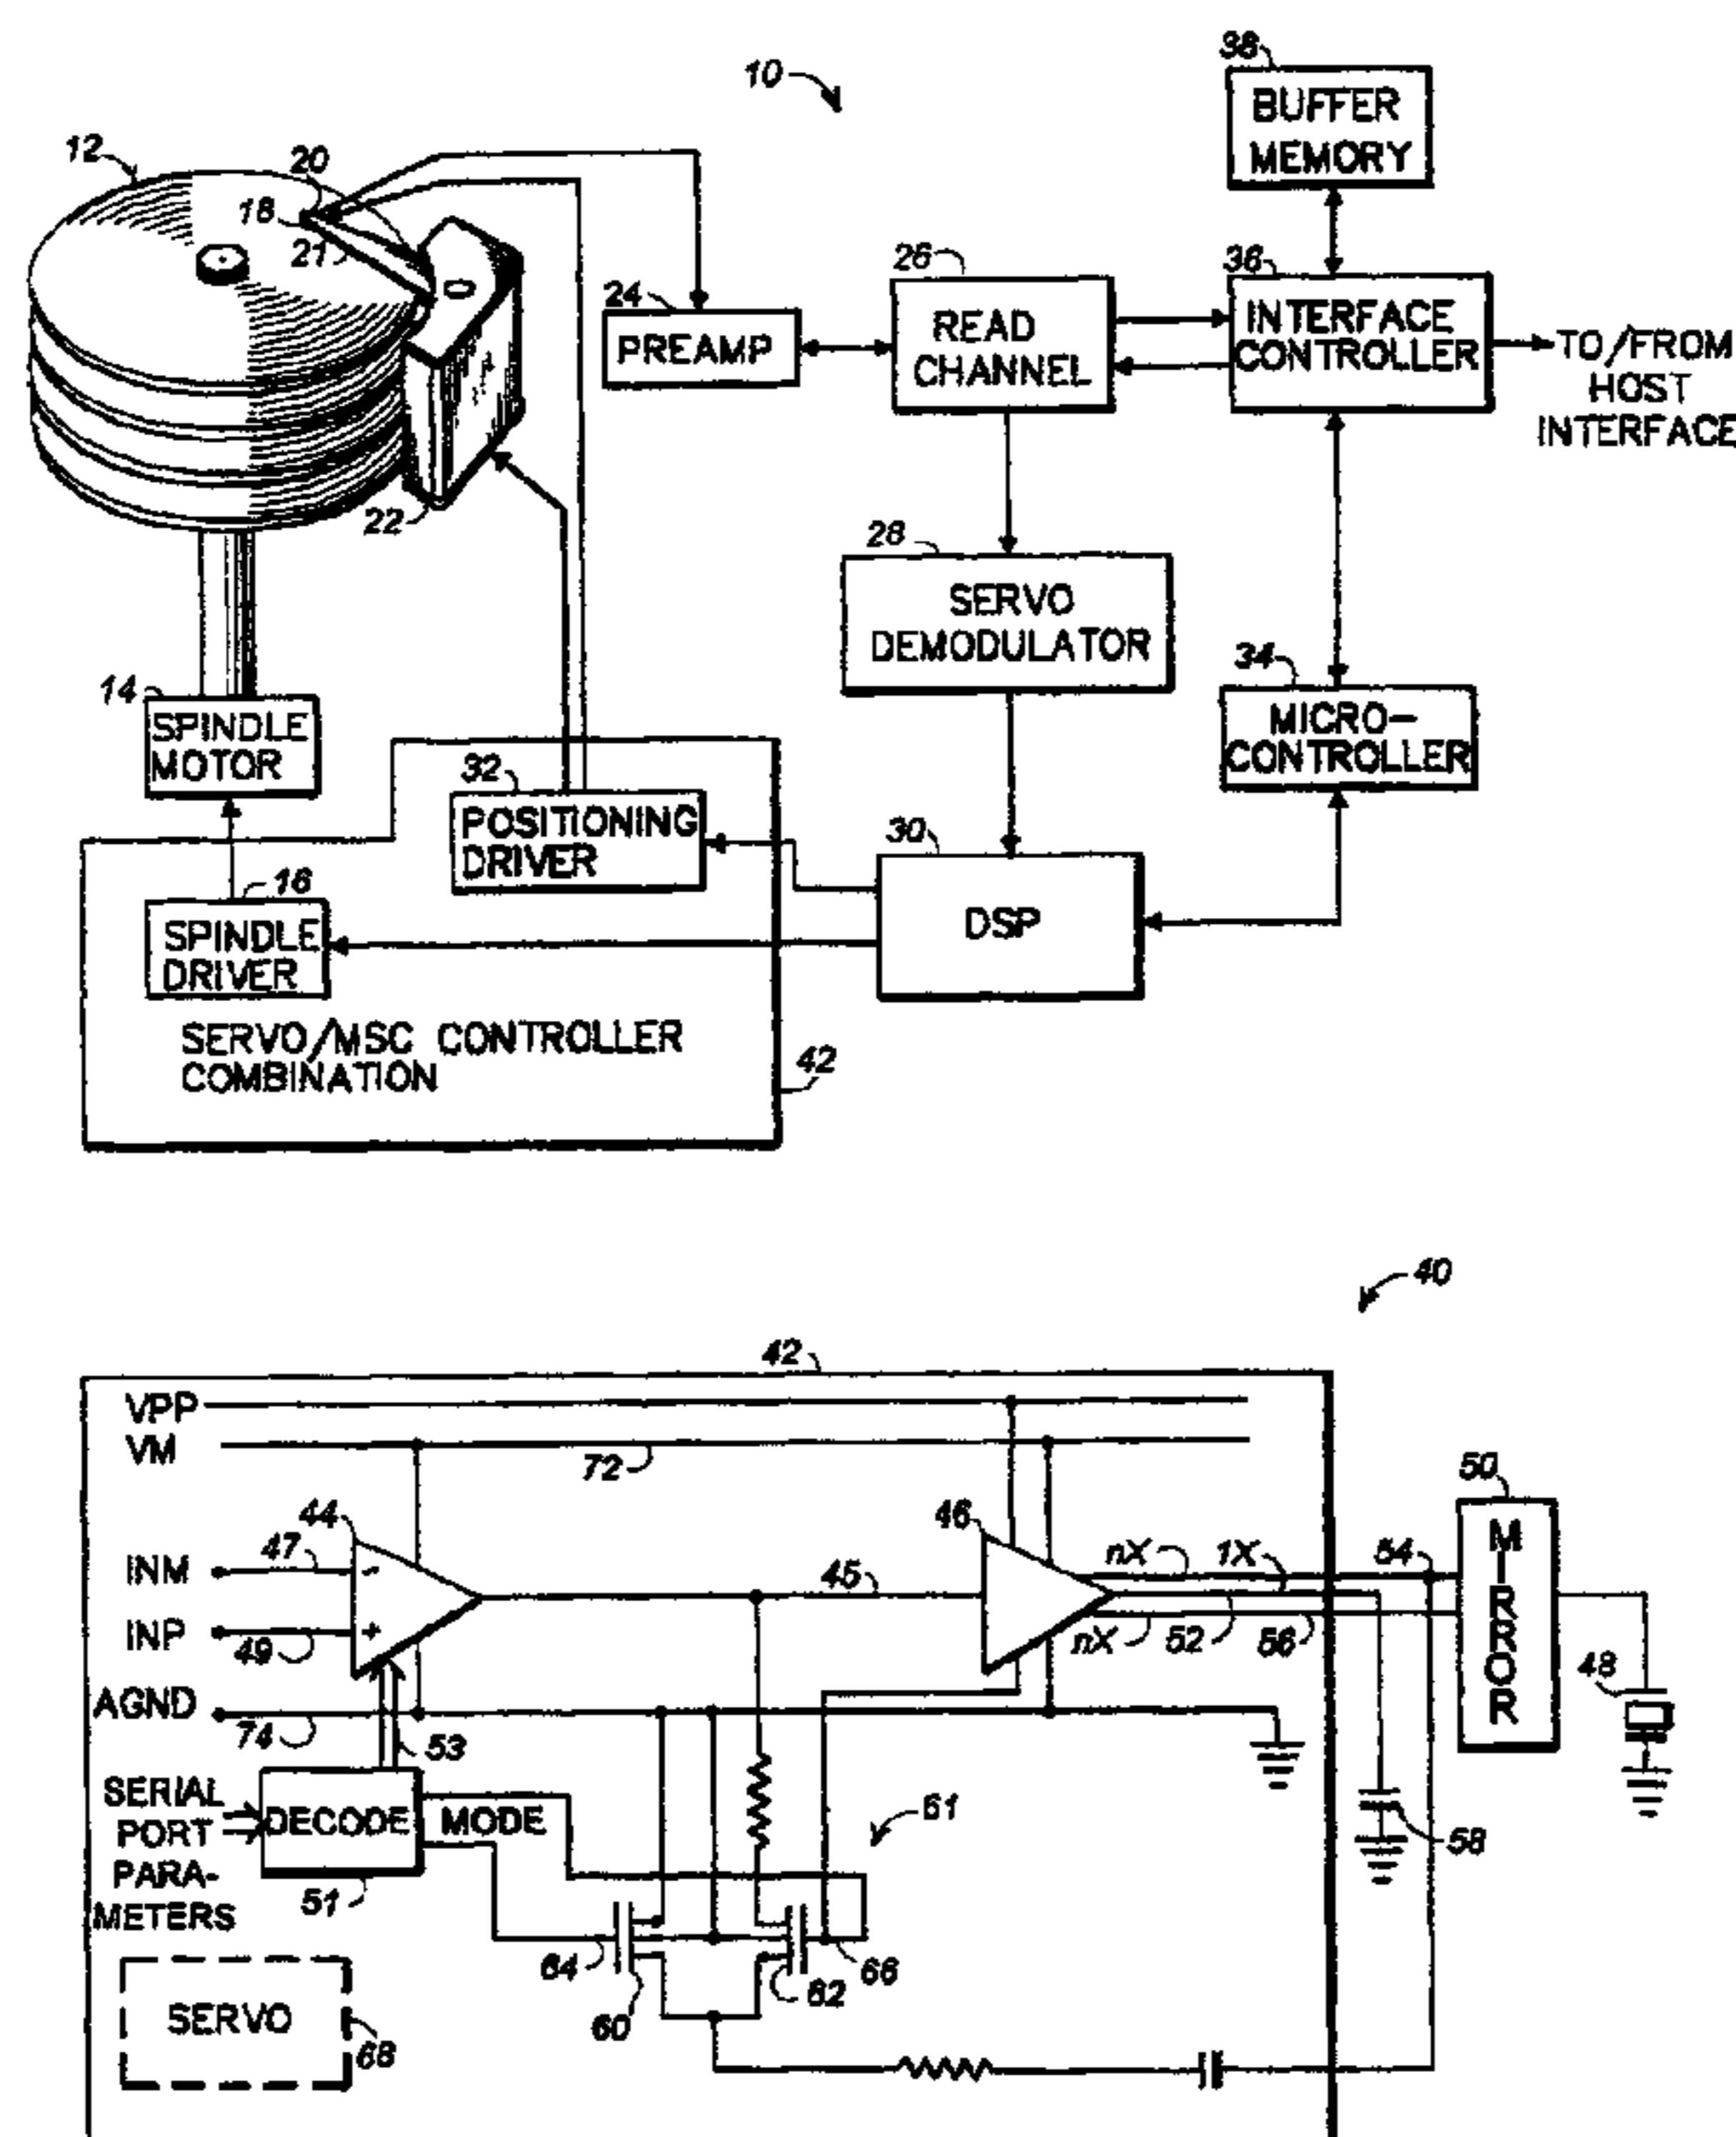 10
38
BUFFER
MEMORY
12
20
18
21
22
24
PREAMP
26
READ
CHANNEL
36
INTERFACE
CONTROLLER
TO/FROM
HOST
INTERFACE
28
SERVO
DEMODULATOR
34
MICRO-
CONTROLLER
14
SPINDLE
MOTOR
32
POSITIONING
DRIVER
30
DSP
16
SPINDLE
DRIVER
SERVO/MSC CONTROLLER
COMBINATION
42
40
42
VPP
VM
72
44
46
50
MIRROR
INM
47
45
nX
1X
54
INP
49
nX
52
56
48
AGND
74
53
SERIAL
PORT
PARA-
METERS
DECODE
MODE
51
61
58
64
60
62
66
SERVO
68